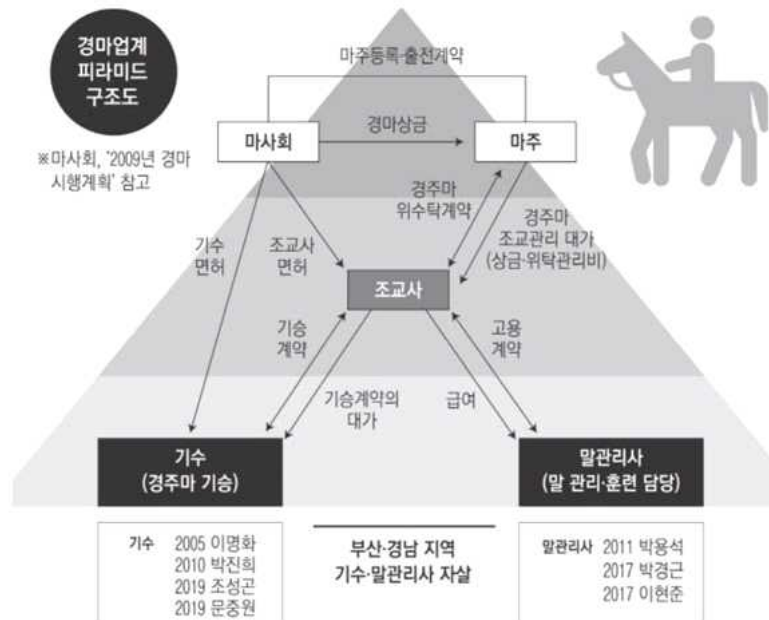 경마업계
피라미드
구조도
※마사회, '2009년 경마
시행계획' 참고
마주등록·출전계약
마사회
경마상금
마주
경주마
위수탁계약
경주마
조교관리 대가
(상금·위탁관리비)
기수
면허
조교사
면허
조교사
기승
계약
고용
계약
기승계약의
대가
급여
기수
(경주마 기승)
말관리사
(말 관리·훈련 담당)
기수 2005 이명화
2010 박진희
2019 조성곤
2019 문중원
부산·경남 지역
기수·말관리사 자살
말관리사 2011 박용석
2017 박경근
2017 이현준